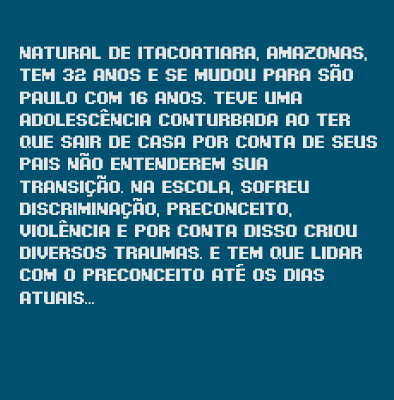 NATURAL DE ITACOATIARA, AMAZONAS,
TEM 32 ANOS E SE MUDOU PARA SÃO
PAULO COM 16 ANOS. TEVE UMA
ADOLESCÊNCIA CONTURBADA AO TER
QUE SAIR DE CASA POR CONTA DE SEUS
PAIS NÃO ENTENDEREM SUA
TRANSIÇÃO. NA ESCOLA, SOFREU
DISCRIMINAÇÃO, PRECONCEITO,
VIOLÊNCIA E POR CONTA DISSO CRIOU
DIVERSOS TRAUMAS. E TEM QUE LIDAR
COM O PRECONCEITO ATÉ OS DIAS
ATUAIS...